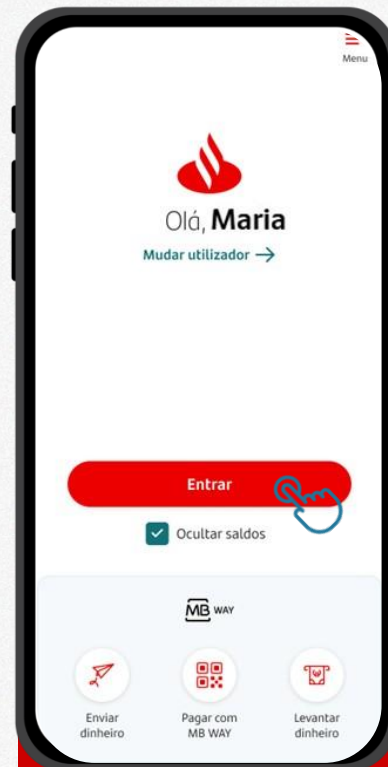 Menu
Olá, Maria
Mudar utilizador →
Entrar
Ocultar saldos
MB WAY
Enviar
dinheiro
Pagar com
MB WAY
Levantar
dinheiro